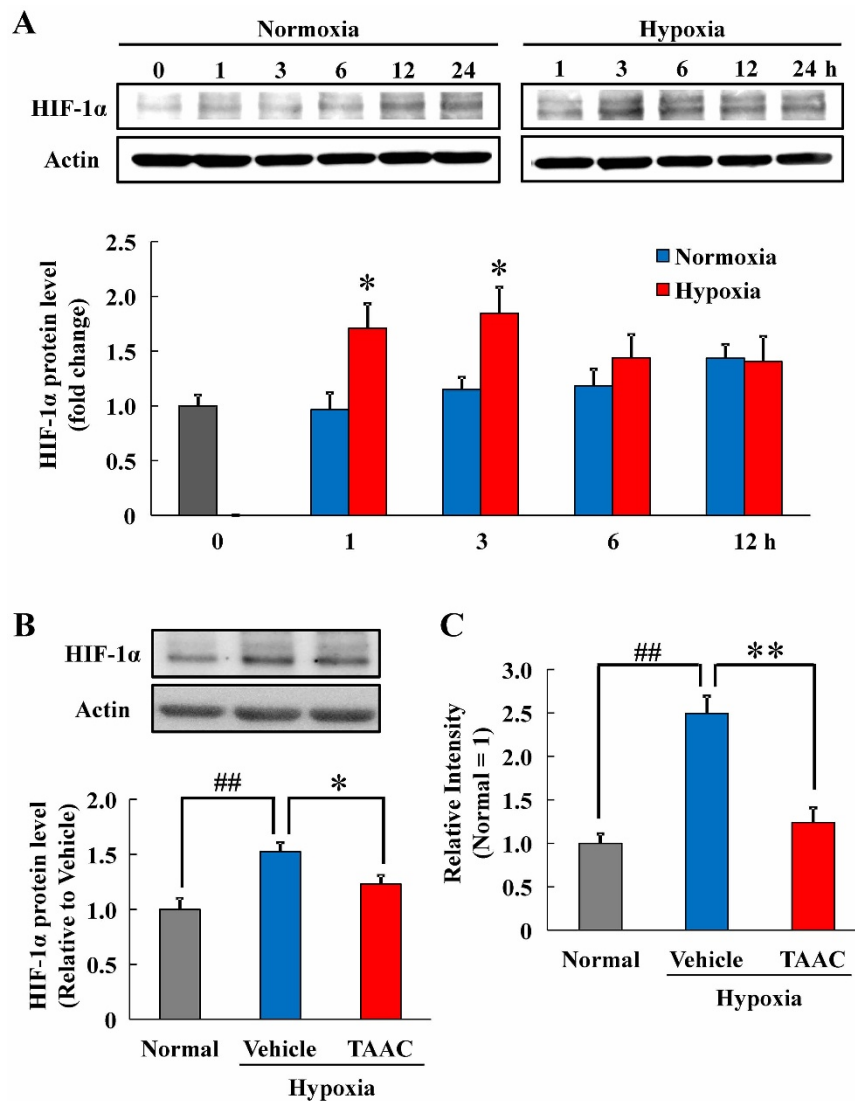 A
Normoxia Hypoxia
0 1 3 6 12 24 1 3 6 12 24 h
HIF-1α
Actin
HIF-1α protein level
(fold change)
2.5
2.0
1.5
1.0
0.5
0
Normoxia
Hypoxia
* *
0 1 3 6 12 h
B
HIF-1α
Actin
HIF-1α protein level
(Relative to Vehicle)
2.0
1.5
1.0
0.5
0
## *
Normal Vehicle TAAC
Hypoxia
C
Relative Intensity
(Normal = 1)
3.0
2.5
2.0
1.5
1.0
0.5
0
## **
Normal Vehicle TAAC
Hypoxia